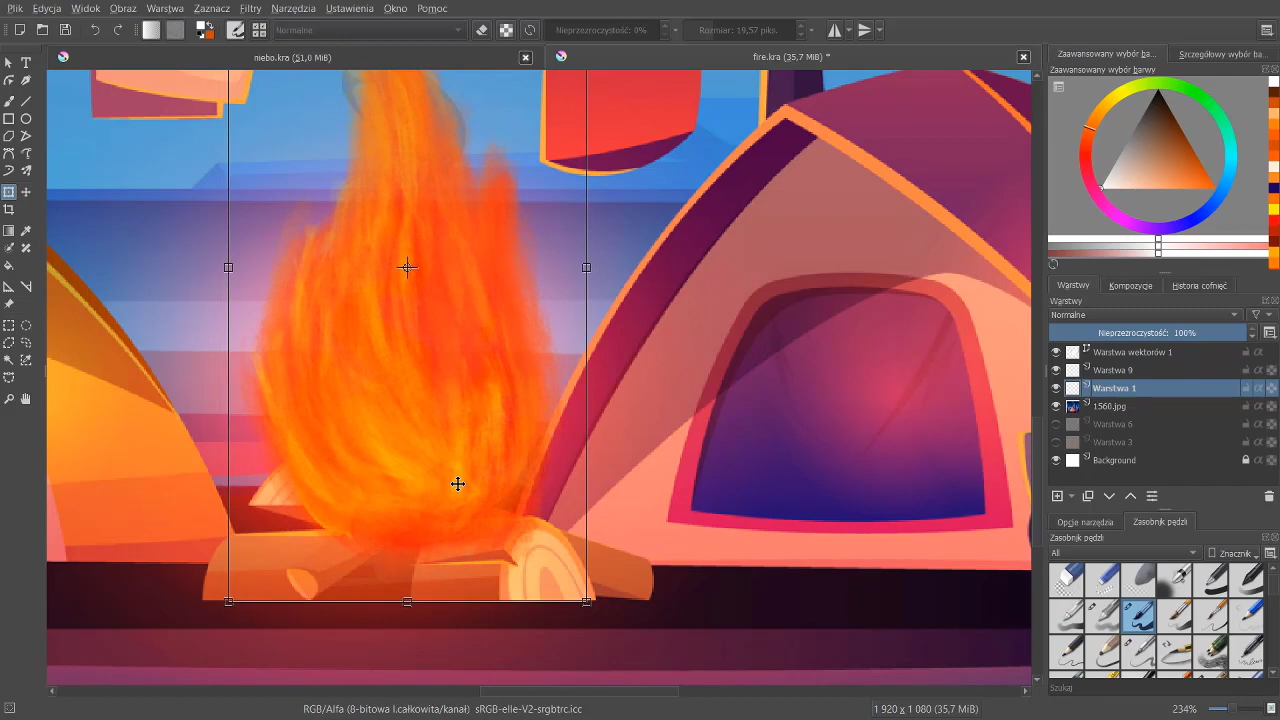 Plik Edycja Widok Obraz Warstwa Zaznacz Filtry Narzędzia Ustawienia Okno Pomoc
Normalne Nieprzezroczystość: 0% Rozmiar: 19,57 piks.
niebo.kra (51,0 MiB) fire.kra (35,7 MiB) *
Zaawansowany wybór ba... Szczegółowy wybór ba...
Zaawansowany wybór barwy
Warstwy Kompozycje Historia cofnięć
Warstwy
Normalne
Nieprzezroczystość: 100%
Warstwa wektorów 1
Warstwa 9
Warstwa 1
1560.jpg
Warstwa 6
Warstwa 3
Background
Opcje narzędzia Zasobnik pędzli
Zasobnik pędzli
All Znacznik
Szukaj
RGB/Alfa (8-bitowa l.całkowita/kanał) sRGB-elle-V2-srgbtrc.icc 1 920 x 1 080 (35,7 MiB) 234%